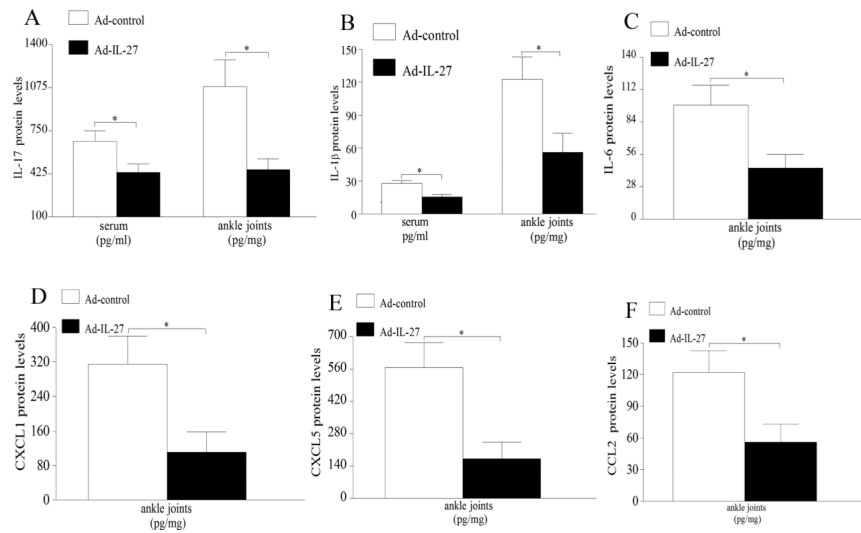 A
Ad-control
Ad-IL-27
IL-17 protein levels
1400
1075
750
425
100
*
*
serum
(pg/ml)
ankle joints
(pg/mg)
B
Ad-control
Ad-IL-27
IL-1β protein levels
150
120
90
60
30
0
*
*
serum
pg/ml
ankle joints
(pg/mg)
C
Ad-control
Ad-IL-27
IL-6 protein levels
140
112
84
56
28
0
*
ankle joints
(pg/mg)
D
Ad-control
Ad-IL-27
CXCL1 protein levels
400
320
240
160
80
0
*
ankle joints
(pg/mg)
E
Ad-control
Ad-IL-27
CXCL5 protein levels
700
560
420
280
140
0
*
ankle joints
(pg/mg)
F
Ad-control
Ad-IL-27
CCL2 protein levels
150
120
90
60
30
0
*
ankle joints
(pg/mg)